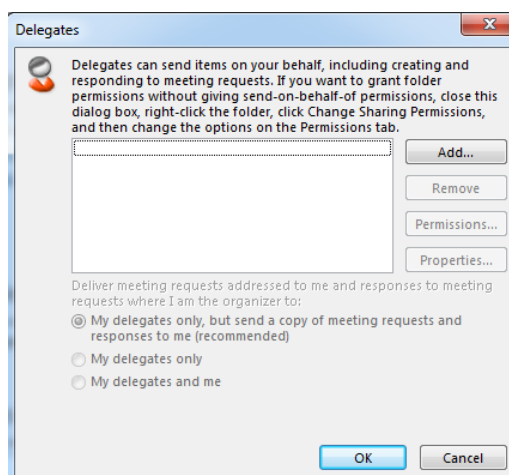 Delegates
Delegates can send items on your behalf, including creating and
responding to meeting requests. If you want to grant folder
permissions without giving send-on-behalf-of permissions, close this
dialog box, right-click the folder, click Change Sharing Permissions,
and then change the options on the Permissions tab.
Add...
Remove
Permissions...
Properties...
Deliver meeting requests addressed to me and responses to meeting
requests where I am the organizer to:
My delegates only, but send a copy of meeting requests and
responses to me (recommended)
My delegates only
My delegates and me
OK
Cancel